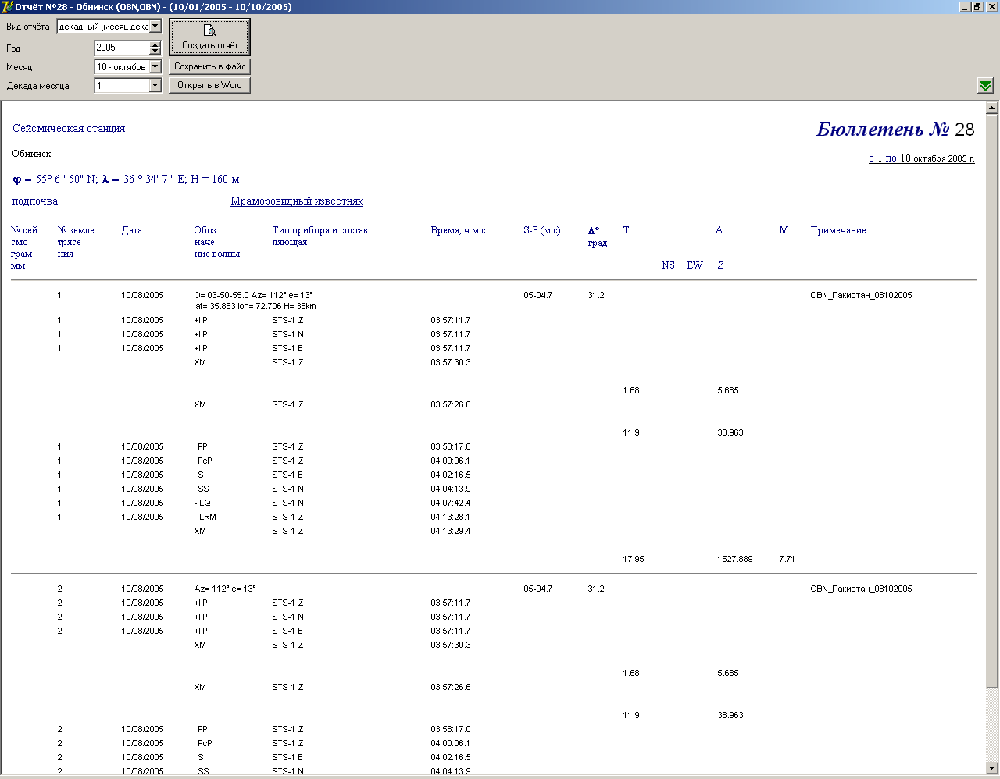 Отчёт №28 - Обнинск (OBN,OBN) - (10/01/2005 - 10/10/2005)
Вид отчёта декадный (месяц,дека
Создать отчёт
Год 2005
Месяц 10 - октябрь Сохранить в файл
Декада месяца 1 Открыть в Word
Сейсмическая станция Бюллетень № 28
Обнинск с 1 по 10 октября 2005 г.
φ = 55° 6 ' 50" N; λ = 36 ° 34' 7 " E; H = 160 м
подпочва Мраморовидный известняк
№ сей № земле Дата Обоз Тип прибора и состав Время, ч:м:с S-P (м с) Δ° T A M Примечание
смо трясе наче ляющая град
грам ния ние волны
мы NS EW Z
1 10/08/2005 O= 03-50-55.0 Az= 112° e= 13° 05-04.7 31.2 OBN_Пакистан_08102005
lat= 35.853 lon= 72.706 H= 35km
1 10/08/2005 +I P STS-1 Z 03:57:11.7
1 10/08/2005 +I P STS-1 N 03:57:11.7
1 10/08/2005 +I P STS-1 E 03:57:11.7
XM STS-1 Z 03:57:30.3
1.68 5.685
XM STS-1 Z 03:57:26.6
11.9 38.963
1 10/08/2005 I PP STS-1 Z 03:58:17.0
1 10/08/2005 I PcP STS-1 Z 04:00:06.1
1 10/08/2005 I S STS-1 E 04:02:16.5
1 10/08/2005 I SS STS-1 N 04:04:13.9
1 10/08/2005 - LQ STS-1 N 04:07:42.4
1 10/08/2005 - LRM STS-1 Z 04:13:28.1
XM STS-1 Z 04:13:29.4
17.95 1527.889 7.71
2 10/08/2005 Az= 112° e= 13° 05-04.7 31.2 OBN_Пакистан_08102005
2 10/08/2005 +I P STS-1 Z 03:57:11.7
2 10/08/2005 +I P STS-1 N 03:57:11.7
2 10/08/2005 +I P STS-1 E 03:57:11.7
XM STS-1 Z 03:57:30.3
1.68 5.685
XM STS-1 Z 03:57:26.6
11.9 38.963
2 10/08/2005 I PP STS-1 Z 03:58:17.0
2 10/08/2005 I PcP STS-1 Z 04:00:06.1
2 10/08/2005 I S STS-1 E 04:02:16.5
2 10/08/2005 I SS STS-1 N 04:04:13.9